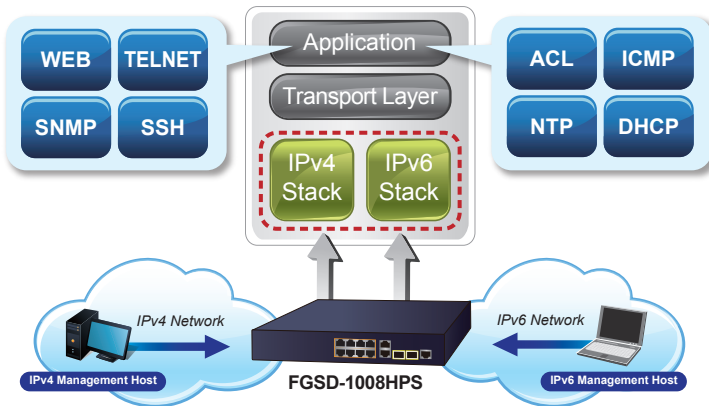 WEB
TELNET
SNMP
SSH
Application
Transport Layer
IPv4
Stack
IPv6
Stack
ACL
ICMP
NTP
DHCP
IPv4 Network
IPv6 Network
IPv4 Management Host
FGSD-1008HPS
IPv6 Management Host